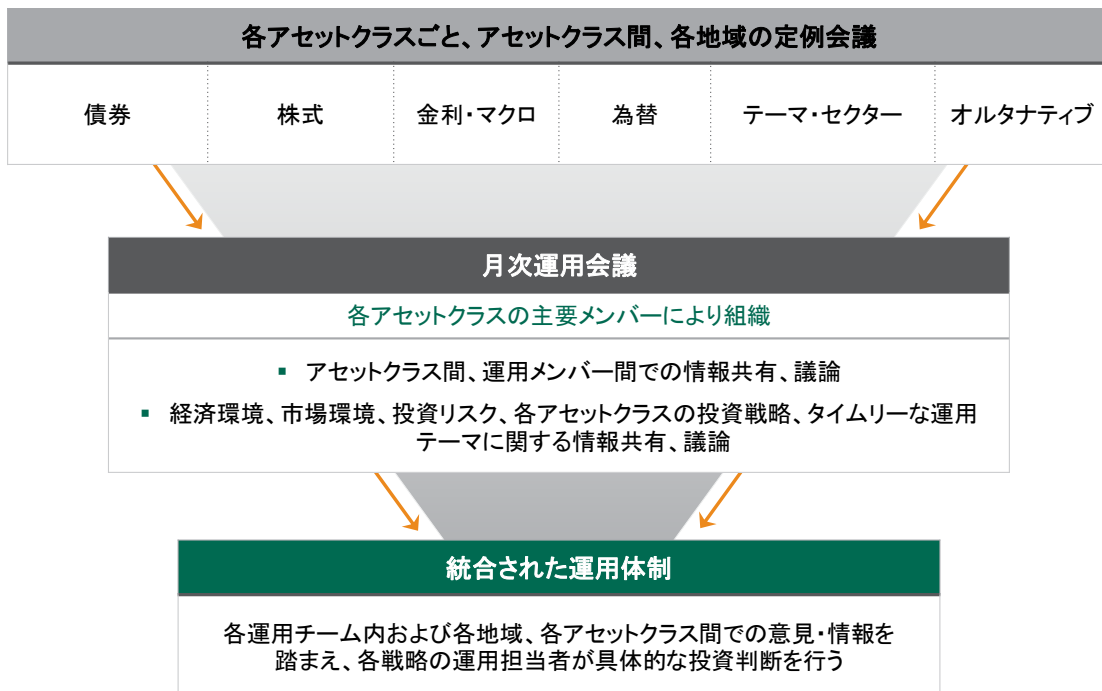 各アセットクラスごと、アセットクラス間、各地域の定例会議
債券 株式 金利・マクロ 為替 テーマ・セクター オルタナティブ
月次運用会議
各アセットクラスの主要メンバーにより組織
▪ アセットクラス間、運用メンバー間での情報共有、議論
▪ 経済環境、市場環境、投資リスク、各アセットクラスの投資戦略、タイムリーな運用
テーマに関する情報共有、議論
統合された運用体制
各運用チーム内および各地域、各アセットクラス間での意見・情報を
踏まえ、各戦略の運用担当者が具体的な投資判断を行う